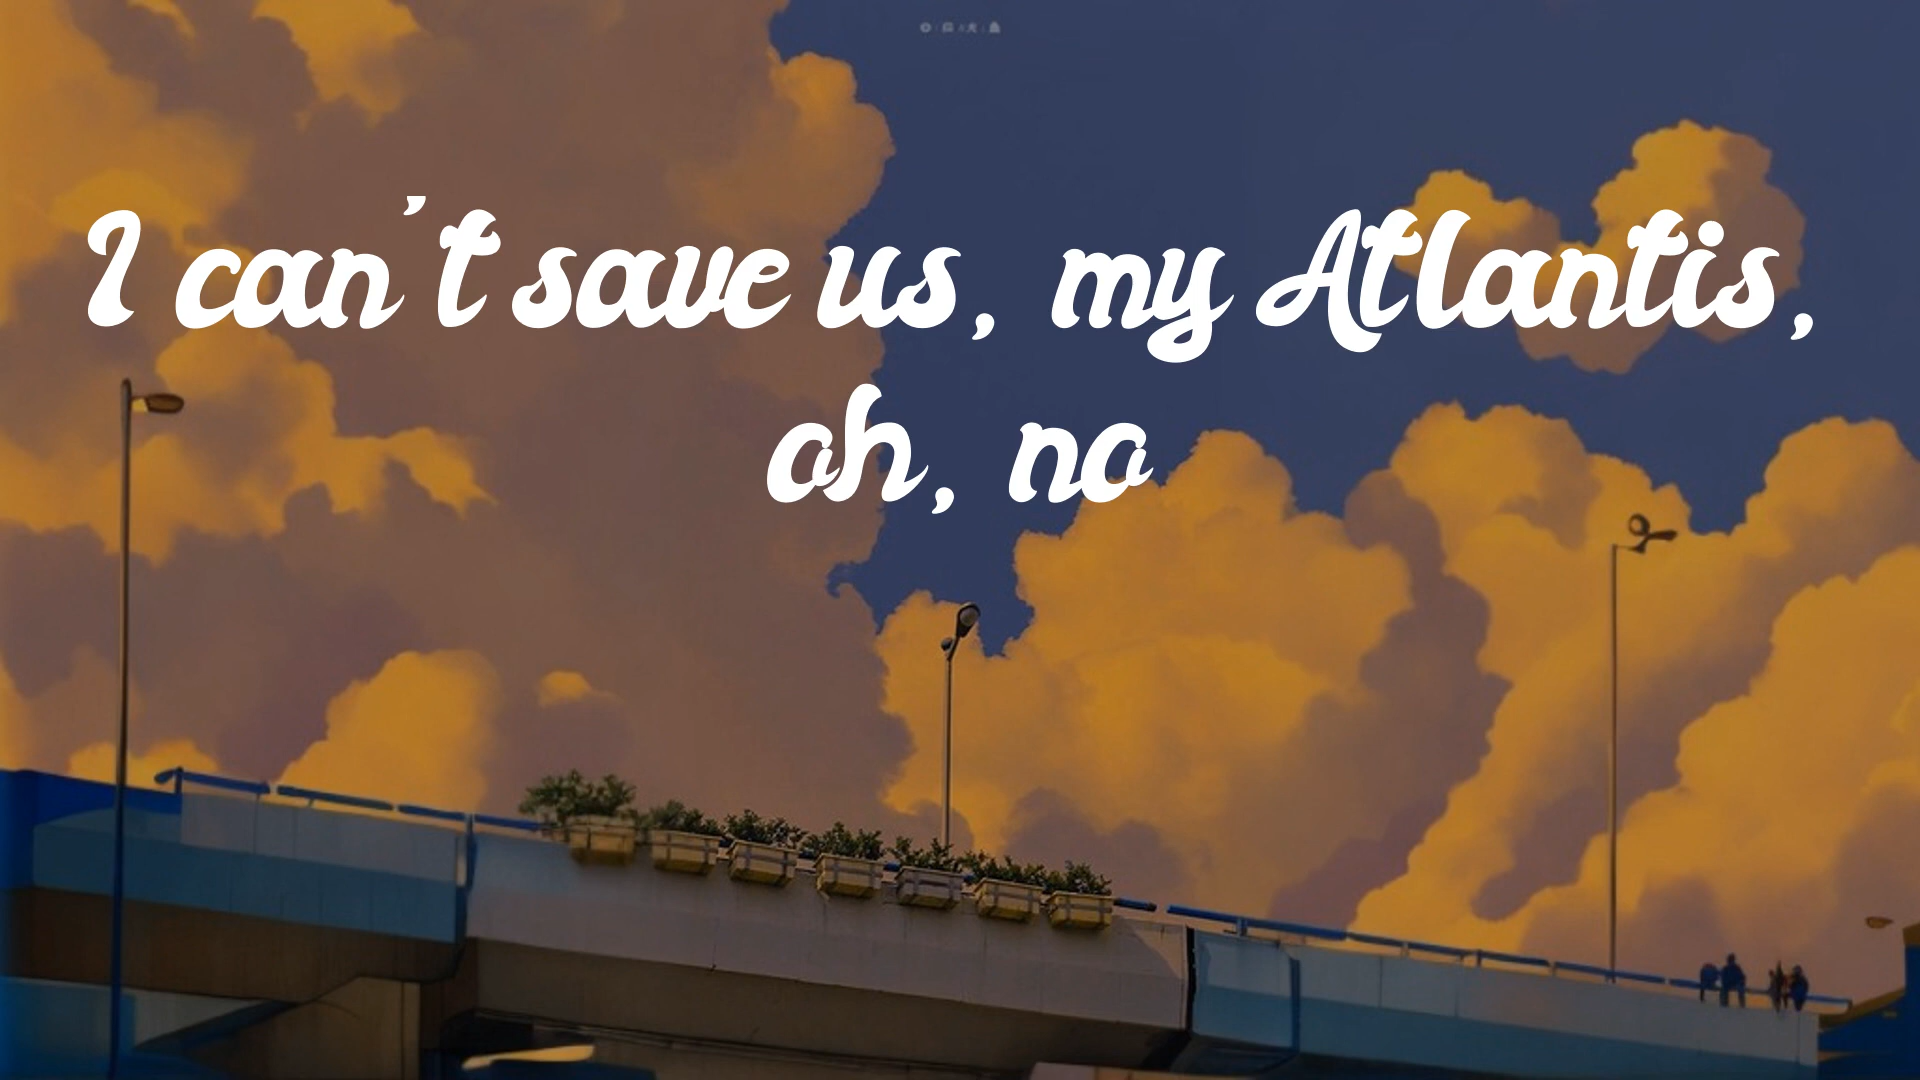 I can't save us, my Atlantis,
oh, no